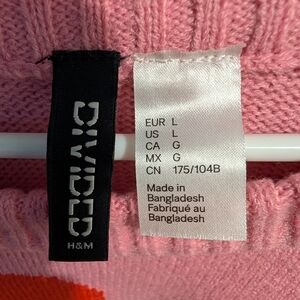 DIVIDED
H&M
EUR L
US L
CA G
MX G
CN 175/104B
Made in
Bangladesh
Fabriqué au
Bangladesh